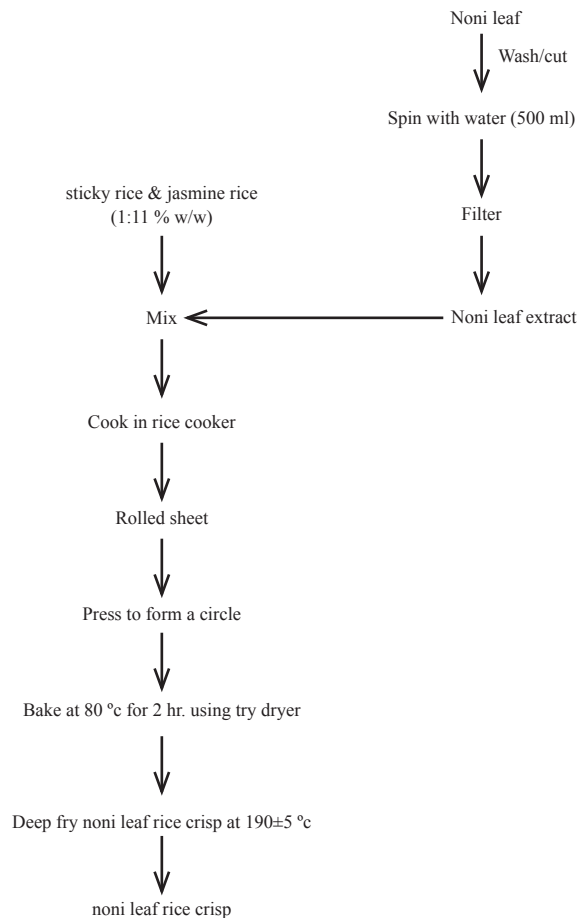 Noni leaf
Wash/cut
Spin with water (500 ml)
sticky rice & jasmine rice
(1:11 % w/w)
Filter
Mix
Noni leaf extract
Cook in rice cooker
Rolled sheet
Press to form a circle
Bake at 80 ºc for 2 hr. using try dryer
Deep fry noni leaf rice crisp at 190±5 ºc
noni leaf rice crisp